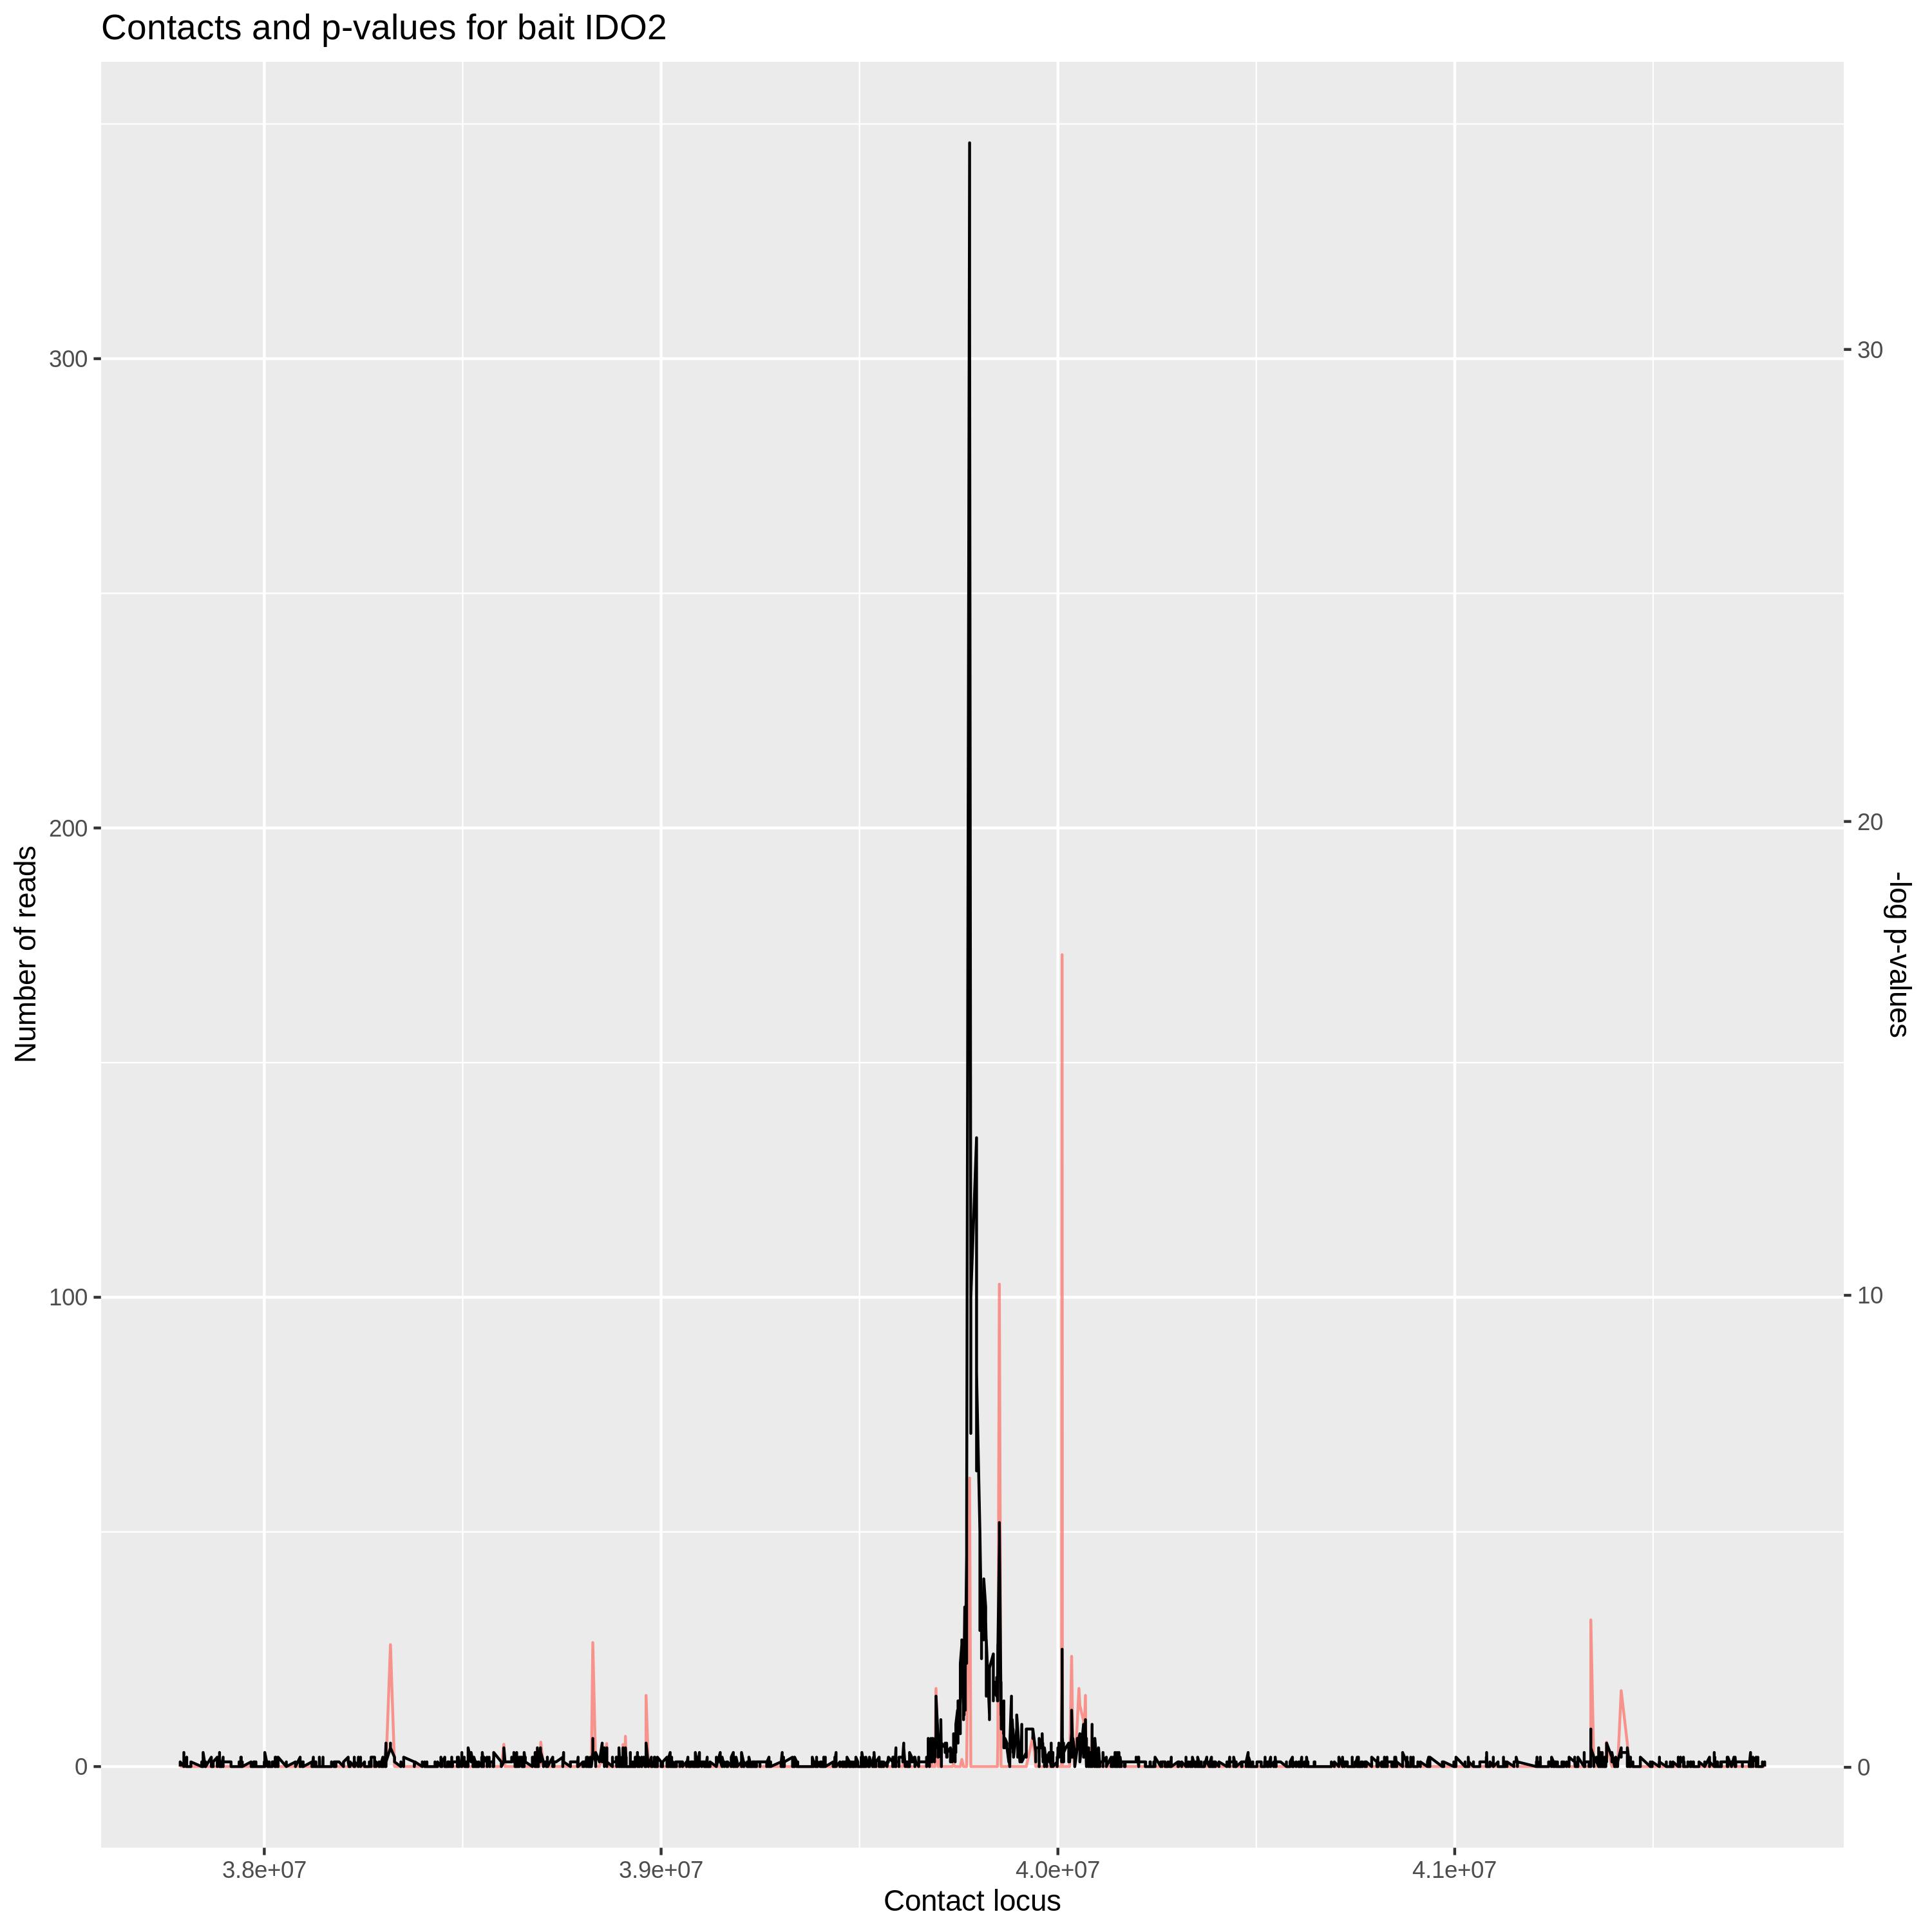 Contacts and p-values for bait IDO2
300
200
100
0
Number of reads
30
20
10
0
-log p-values
3.8e+07
3.9e+07
4.0e+07
4.1e+07
Contact locus